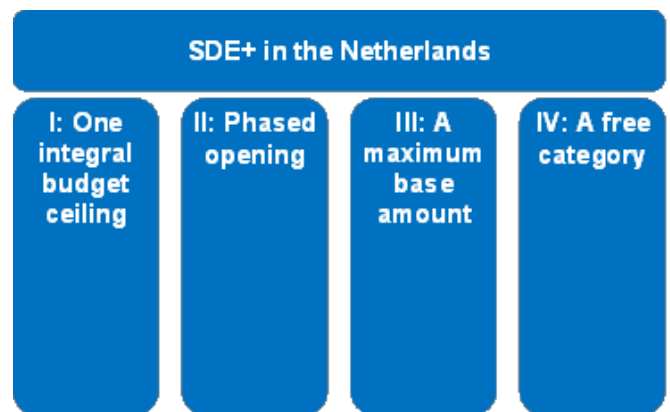 SDE+ in the Netherlands
I: One
integral
budget
ceiling
II: Phased
opening
III: A
maximum
base
amount
IV: A free
category